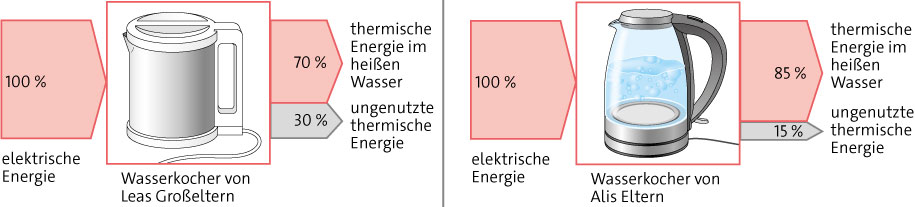 100 %
elektrische
Energie
Wasserkocher von
Leas Großeltern
70 %
thermische
Energie im
heißen
Wasser
30 %
ungenutzte
thermische
Energie
100 %
elektrische
Energie
Wasserkocher von
Alis Eltern
85 %
thermische
Energie im
heißen
Wasser
15 %
ungenutzte
thermische
Energie